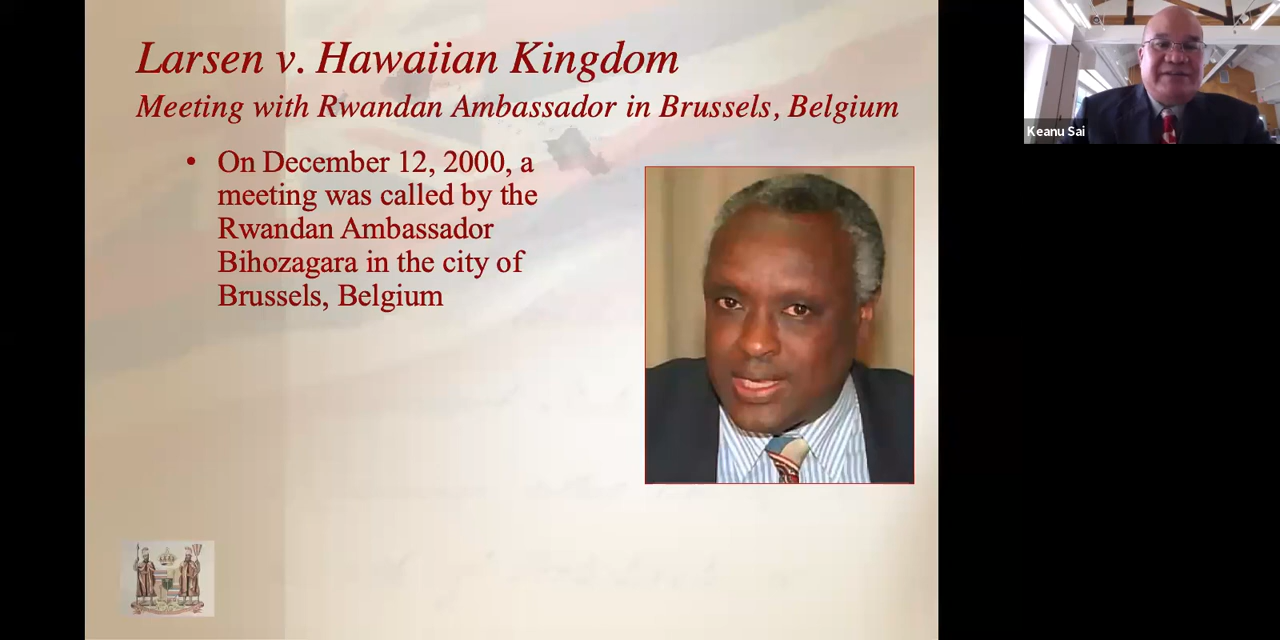 Larsen v. Hawaiian Kingdom
Meeting with Rwandan Ambassador in Brussels, Belgium
• On December 12, 2000, a
meeting was called by the
Rwandan Ambassador
Bihozagara in the city of
Brussels, Belgium
Keanu Sai